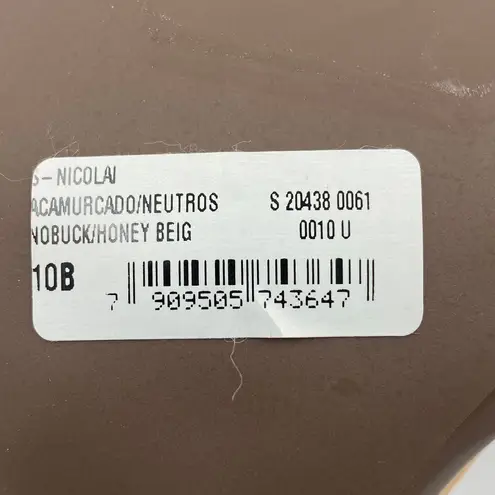 S- NICOLAI
ACAMURCADO/NEUTROS S 20438 0061
NOBUCK/HONEY BEIG 0010 U
10B
7 909505 743647